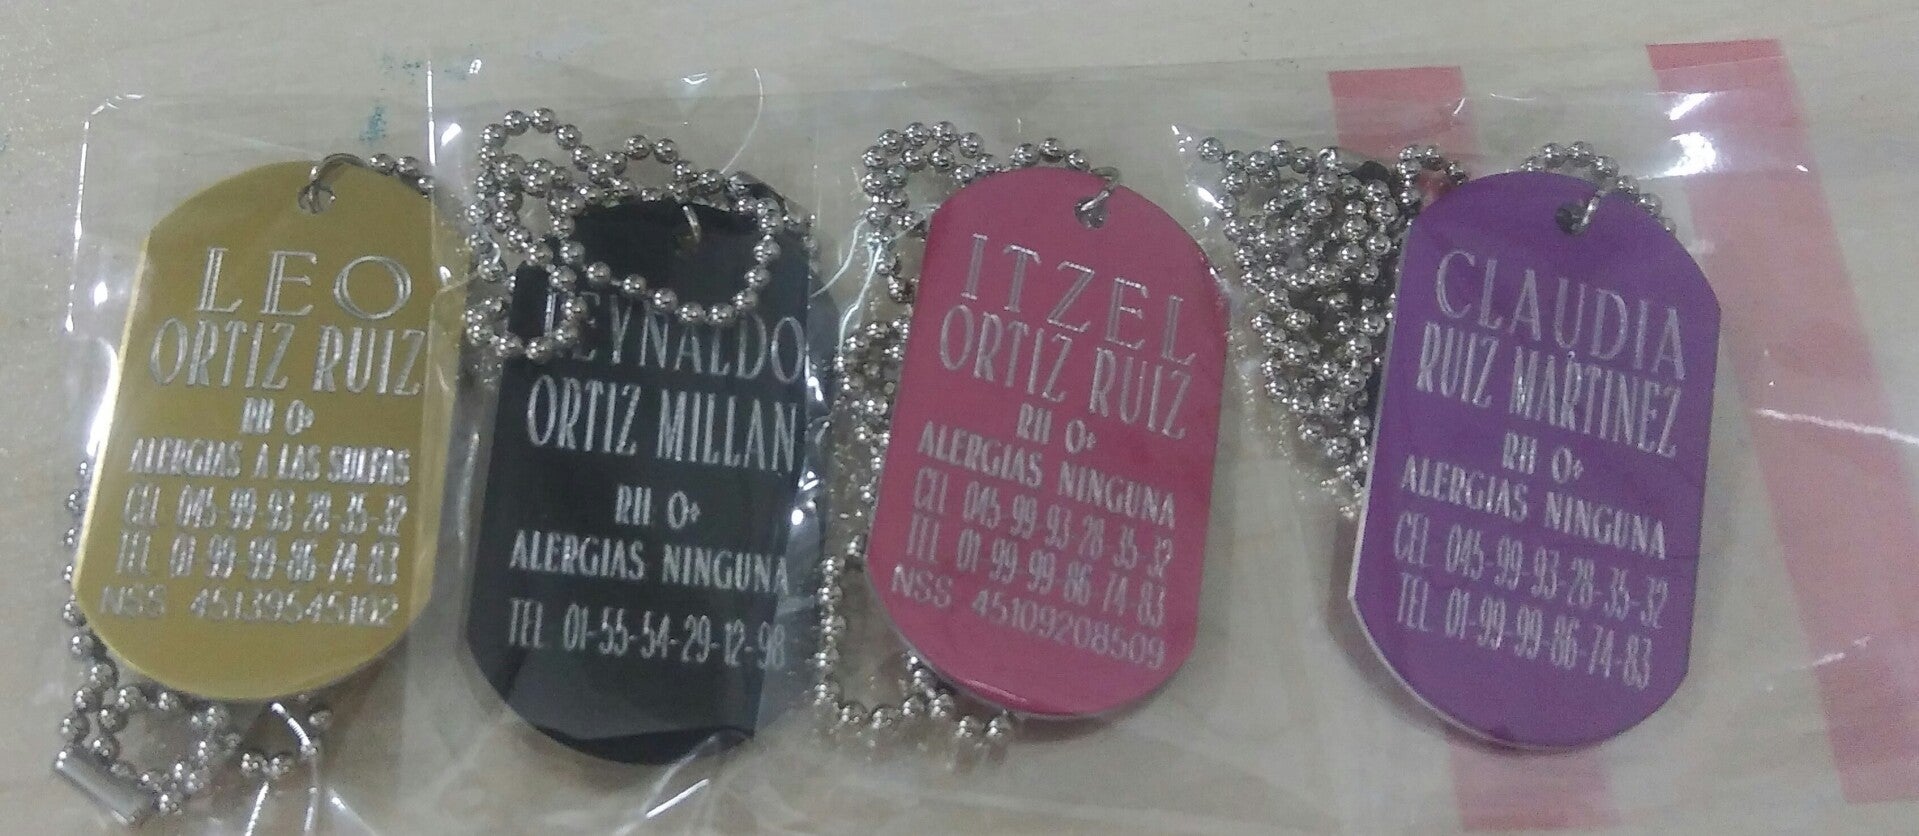 LEO
ORTIZ RUIZ
RH O+
ALERGIAS A LAS SULFAS
CEL 045-99-93-28-35-32
TEL 01-99-99-86-74-83
NSS 45139545102
REYNALDO
ORTIZ MILLAN
RH O+
ALERGIAS NINGUNA
TEL 01-55-54-29-12-98
ITZEL
ORTIZ RUIZ
RH O+
ALERGIAS NINGUNA
CEL 045-99-93-28-35-32
TEL 01-99-99-86-74-83
NSS 45109208509
CLAUDIA
RUIZ MARTINEZ
RH O+
ALERGIAS NINGUNA
CEL 045-99-93-28-35-32
TEL 01-99-99-86-74-83